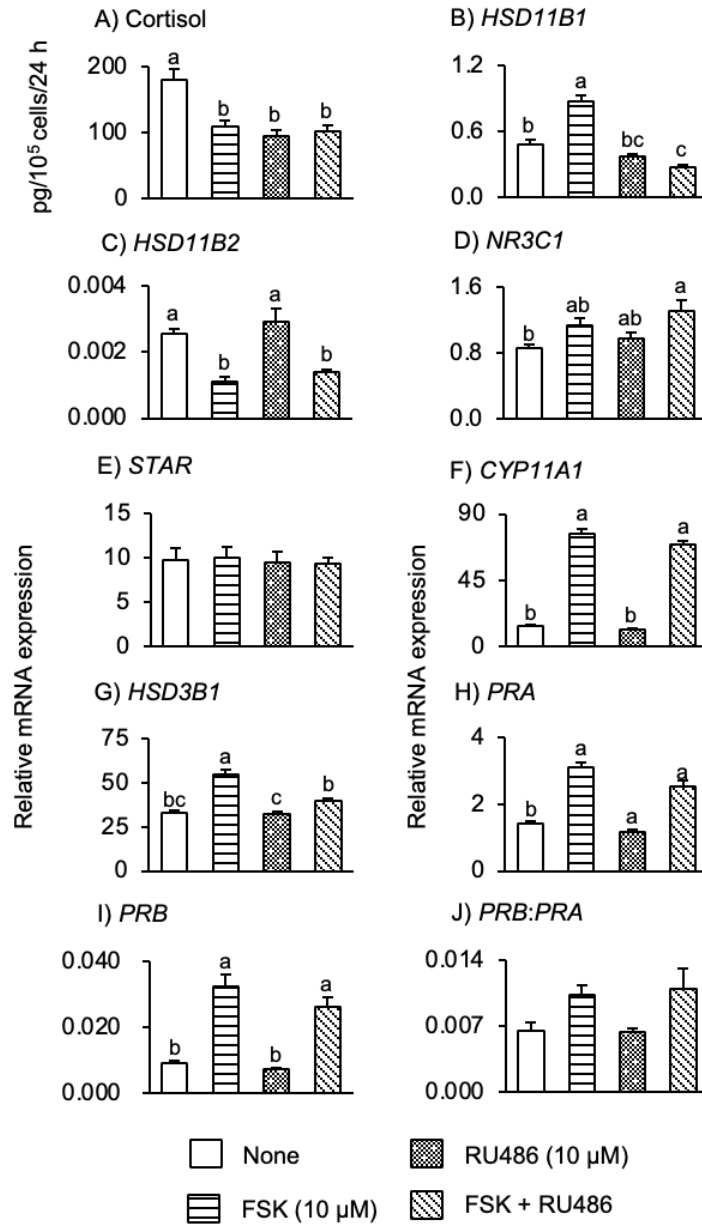 A) Cortisol
pg/10⁵ cells/24 h
200
100
0
a
b
b
b
B) HSD11B1
1.2
0.6
0.0
b
a
bc
c
C) HSD11B2
0.004
0.002
0.000
a
b
a
b
D) NR3C1
1.6
0.8
0.0
b
ab
ab
a
Relative mRNA expression
E) STAR
15
10
5
0
Relative mRNA expression
F) CYP11A1
90
45
0
b
a
b
a
G) HSD3B1
75
50
25
0
bc
a
c
b
H) PRA
4
2
0
b
a
a
a
I) PRB
0.040
0.020
0.000
b
a
b
a
J) PRB:PRA
0.014
0.007
0.000
None
RU486 (10 µM)
FSK (10 µM)
FSK + RU486